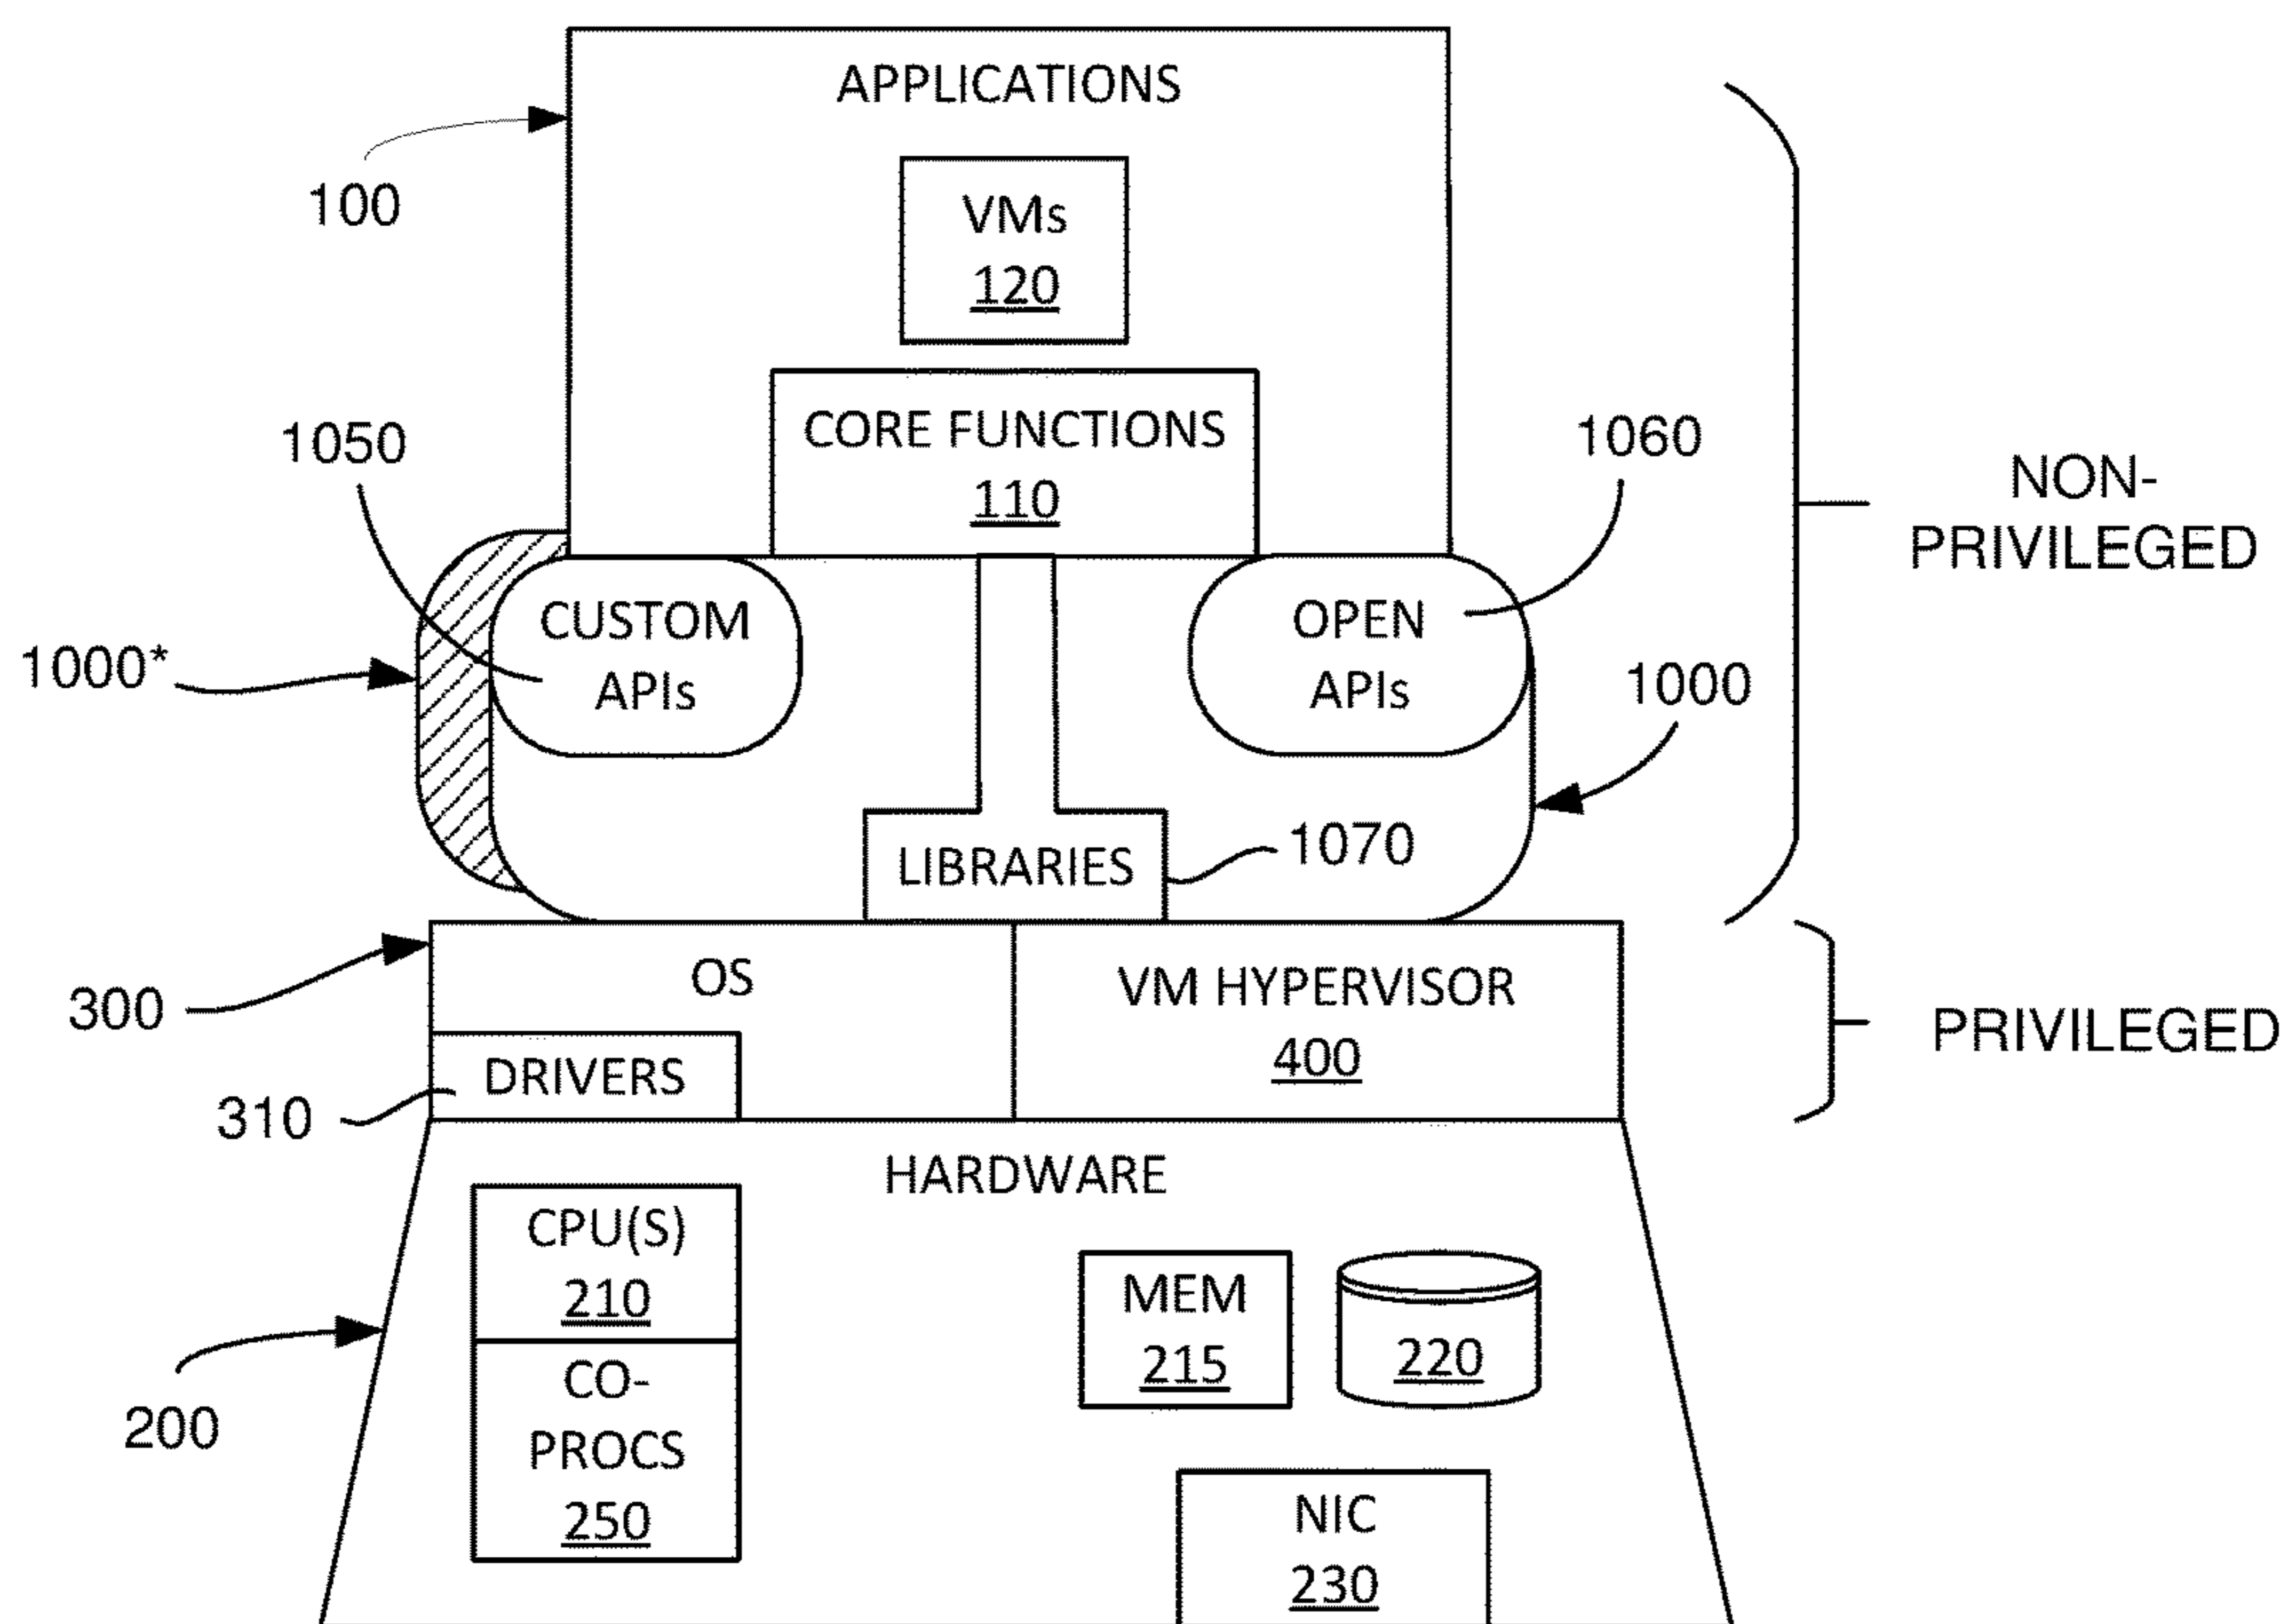 APPLICATIONS
100
VMs
120
CORE FUNCTIONS
110
1050
1060
NON-
PRIVILEGED
CUSTOM
APIs
OPEN
APIs
1000*
1000
LIBRARIES
1070
300
OS
VM HYPERVISOR
400
PRIVILEGED
DRIVERS
310
HARDWARE
CPU(S)
210
MEM
215
220
200
CO-
PROCS
250
NIC
230